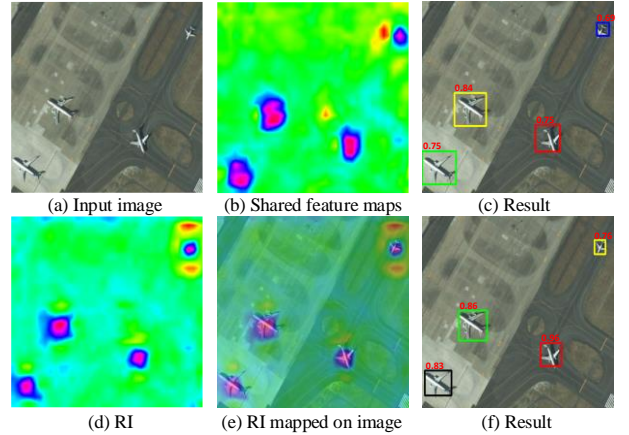 0.84
0.75
(a) Input image
(b) Shared feature maps
(c) Result
0.86
0.83
(d) RI
(e) RI mapped on image
(f) Result